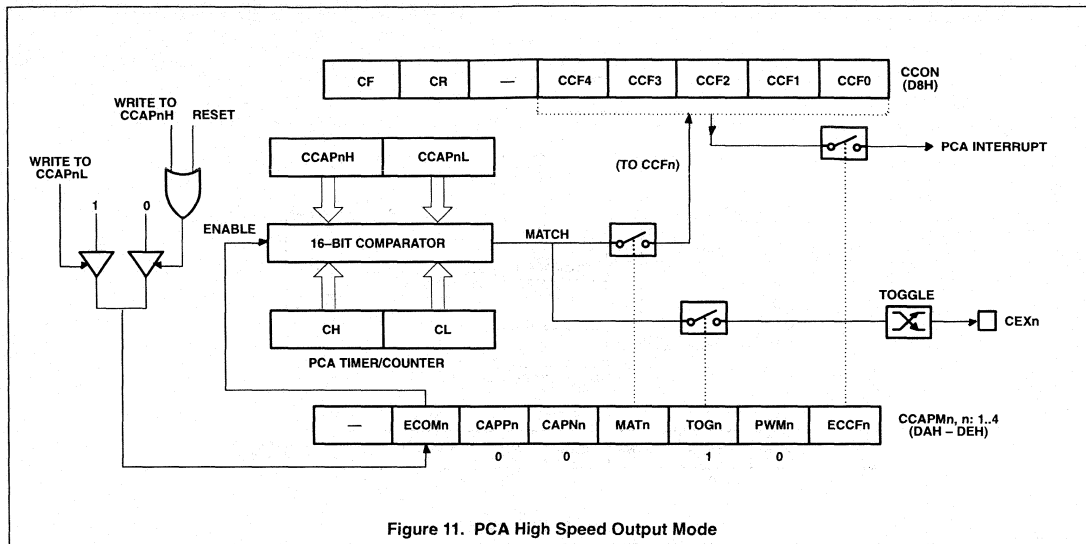 CF CR — CCF4 CCF3 CCF2 CCF1 CCF0
CCON
(D8H)
WRITE TO
CCAPnH
RESET
WRITE TO
CCAPnL
1 0
CCAPnH CCAPnL
(TO CCFn)
PCA INTERRUPT
ENABLE
16–BIT COMPARATOR
MATCH
TOGGLE
CH CL
CEXn
PCA TIMER/COUNTER
— ECOMn CAPPn CAPNn MATn TOGn PWMn ECCFn
CCAPMn, n: 1..4
(DAH – DEH)
0 0 1 0
Figure 11. PCA High Speed Output Mode